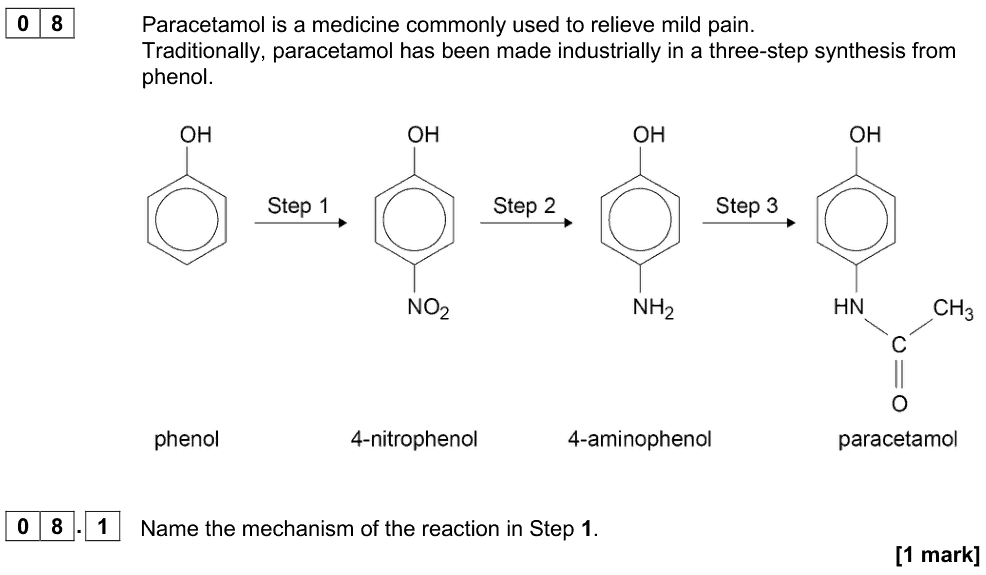 0 8 Paracetamol is a medicine commonly used to relieve mild pain.
Traditionally, paracetamol has been made industrially in a three-step synthesis from
phenol.
OH OH OH OH
Step 1 Step 2 Step 3
NO2 NH2 HN CH3
C
O
phenol 4-nitrophenol 4-aminophenol paracetamol
0 8 . 1 Name the mechanism of the reaction in Step 1.
[1 mark]